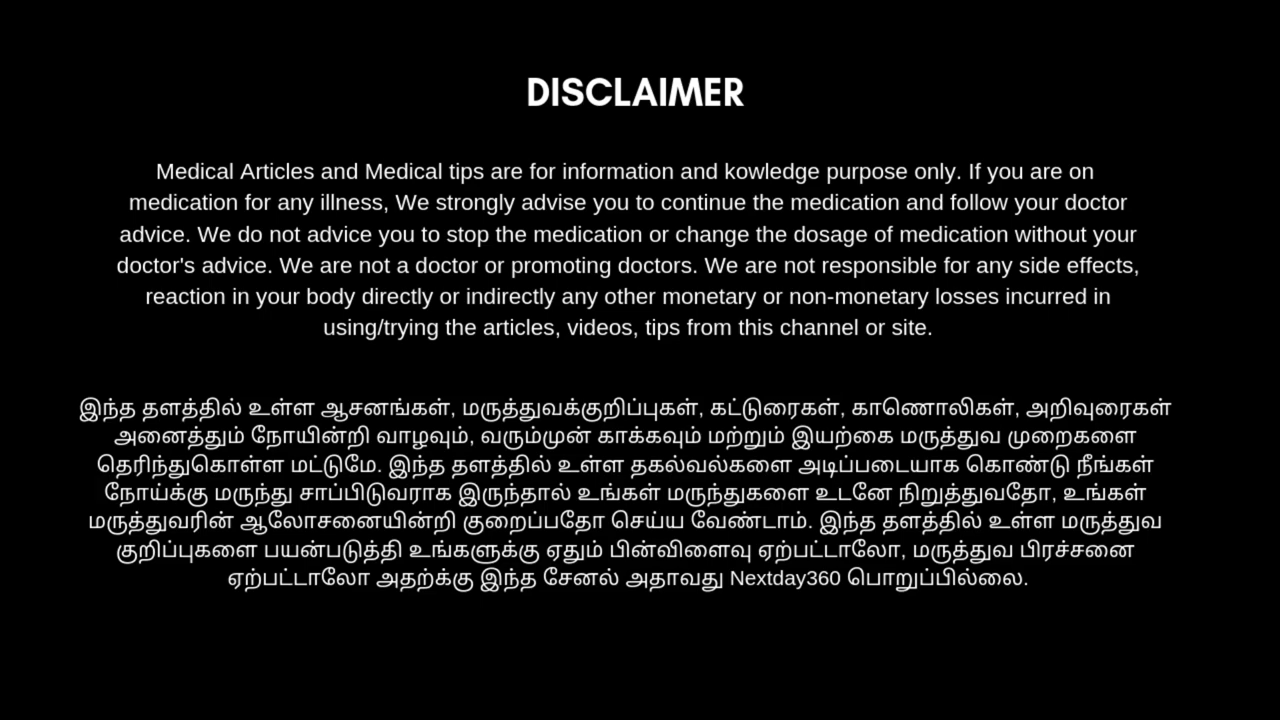 DISCLAIMER
Medical Articles and Medical tips are for information and kowledge purpose only. If you are on
medication for any illness, We strongly advise you to continue the medication and follow your doctor
advice. We do not advice you to stop the medication or change the dosage of medication without your
doctor's advice. We are not a doctor or promoting doctors. We are not responsible for any side effects,
reaction in your body directly or indirectly any other monetary or non-monetary losses incurred in
using/trying the articles, videos, tips from this channel or site.
இந்த தளத்தில் உள்ள ஆசனங்கள், மருத்துவக்குறிப்புகள், கட்டுரைகள், காணொலிகள், அறிவுரைகள்
அனைத்தும் நோயின்றி வாழவும், வரும்முன் காக்கவும் மற்றும் இயற்கை மருத்துவ முறைகளை
தெரிந்துகொள்ள மட்டுமே. இந்த தளத்தில் உள்ள தகல்வல்களை அடிப்படையாக கொண்டு நீங்கள்
நோய்க்கு மருந்து சாப்பிடுவராக இருந்தால் உங்கள் மருந்துகளை உடனே நிறுத்துவதோ, உங்கள்
மருத்துவரின் ஆலோசனையின்றி குறைப்பதோ செய்ய வேண்டாம். இந்த தளத்தில் உள்ள மருத்துவ
குறிப்புகளை பயன்படுத்தி உங்களுக்கு ஏதும் பின்விளைவு ஏற்பட்டாலோ, மருத்துவ பிரச்சனை
ஏற்பட்டாலோ அதற்க்கு இந்த சேனல் அதாவது Nextday360 பொறுப்பில்லை.